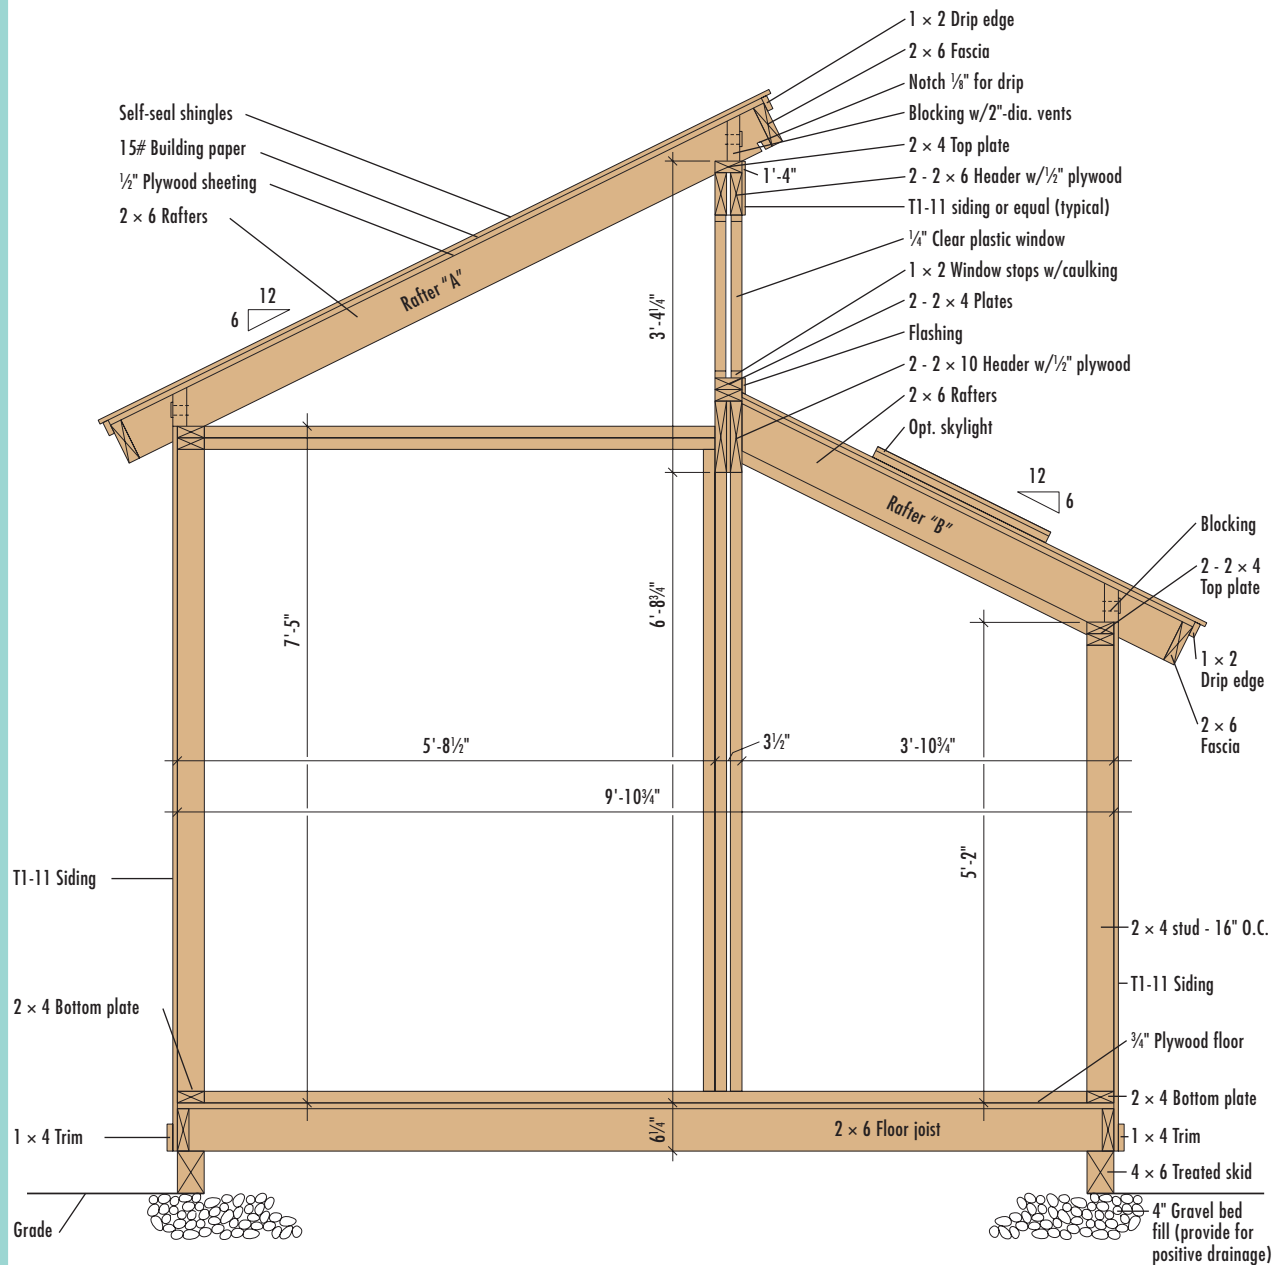 1 × 2 Drip edge
2 × 6 Fascia
Notch ⅛" for drip
Blocking w/2"-dia. vents
2 × 4 Top plate
1'-4"
2 - 2 × 6 Header w/½" plywood
T1-11 siding or equal (typical)
¼" Clear plastic window
1 × 2 Window stops w/caulking
2 - 2 × 4 Plates
Flashing
2 - 2 × 10 Header w/½" plywood
2 × 6 Rafters
Opt. skylight
Self-seal shingles
15# Building paper
½" Plywood sheeting
2 × 6 Rafters
Rafter "A"
12
6
3'-4¼"
12
6
Rafter "B"
Blocking
2 - 2 × 4
Top plate
1 × 2
Drip edge
2 × 6
Fascia
7'-5"
6'-8¾"
5'-8½"
3½"
3'-10¾"
9'-10¾"
5'-2"
T1-11 Siding
2 × 4 stud - 16" O.C.
T1-11 Siding
2 × 4 Bottom plate
¾" Plywood floor
2 × 4 Bottom plate
1 × 4 Trim
6¼"
2 × 6 Floor joist
1 × 4 Trim
4 × 6 Treated skid
Grade
4" Gravel bed
fill (provide for
positive drainage)